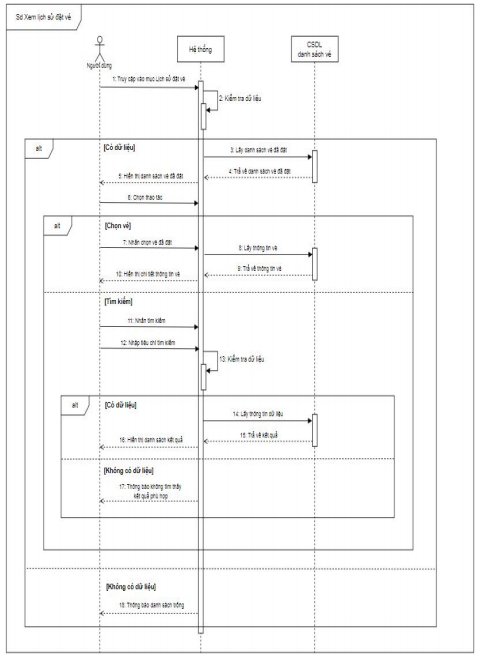 Sd Xem lịch sử đặt vé
Người dùng
Hệ thống
CSDL
danh sách vé
1: Truy cập vào mục Lịch sử đặt vé
2: Kiểm tra dữ liệu
alt
[Có dữ liệu]
3: Lấy danh sách vé đã đặt
4: Trả về danh sách vé đã đặt
5: Hiển thị danh sách vé đã đặt
6: Chọn thao tác
alt
[Chọn vé]
7: Nhấn chọn vé đã đặt
8: Lấy thông tin vé
9: Trả về thông tin vé
10: Hiển thị chi tiết thông tin vé
[Tìm kiếm]
11: Nhấn tìm kiếm
12: Nhập tiêu chí tìm kiếm
13: Kiểm tra dữ liệu
alt
[Có dữ liệu]
14: Lấy thông tin dữ liệu
15: Trả về kết quả
16: Hiển thị danh sách kết quả
[Không có dữ liệu]
17: Thông báo không tìm thấy
kết quả phù hợp
[Không có dữ liệu]
18: Thông báo danh sách trống